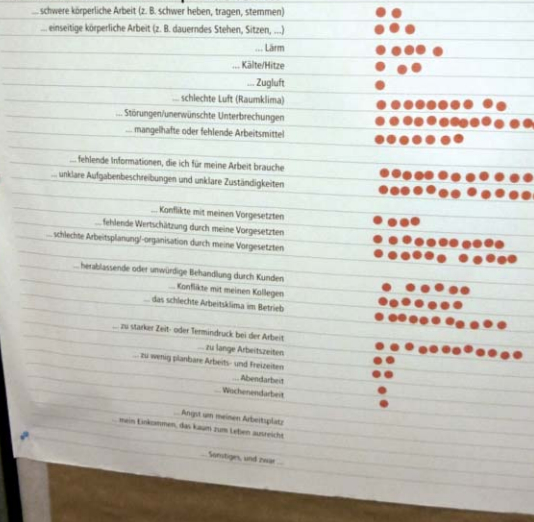 ... schwere körperliche Arbeit (z. B. schwer heben, tragen, stemmen)
... einseitige körperliche Arbeit (z. B. dauerndes Stehen, Sitzen, ...)
... Lärm
... Kälte/Hitze
... Zugluft
... schlechte Luft (Raumklima)
... Störungen/unerwünschte Unterbrechungen
... mangelhafte oder fehlende Arbeitsmittel
... fehlende Informationen, die ich für meine Arbeit brauche
... unklare Aufgabenbeschreibungen und unklare Zuständigkeiten
... Konflikte mit meinen Vorgesetzten
... fehlende Wertschätzung durch meine Vorgesetzten
... schlechte Arbeitsplanung/-organisation durch meine Vorgesetzten
... herablassende oder unwürdige Behandlung durch Kunden
... Konflikte mit meinen Kollegen
... das schlechte Arbeitsklima im Betrieb
... zu starker Zeit- oder Termindruck bei der Arbeit
... zu lange Arbeitszeiten
... zu wenig planbare Arbeits- und Freizeiten
... Abendarbeit
... Wochenendarbeit
... Angst um meinen Arbeitsplatz
... mein Einkommen, das kaum zum Leben ausreicht
... Sonstiges, und zwar ...